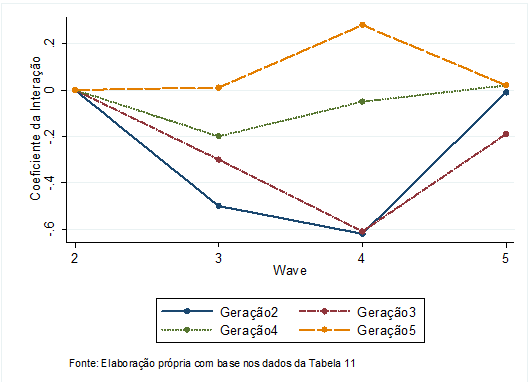 Coeficiente da Interação
.2
0
-.2
-.4
-.6
2 3 4 5
Wave
Geração2 Geração3
Geração4 Geração5
Fonte: Elaboração própria com base nos dados da Tabela 11